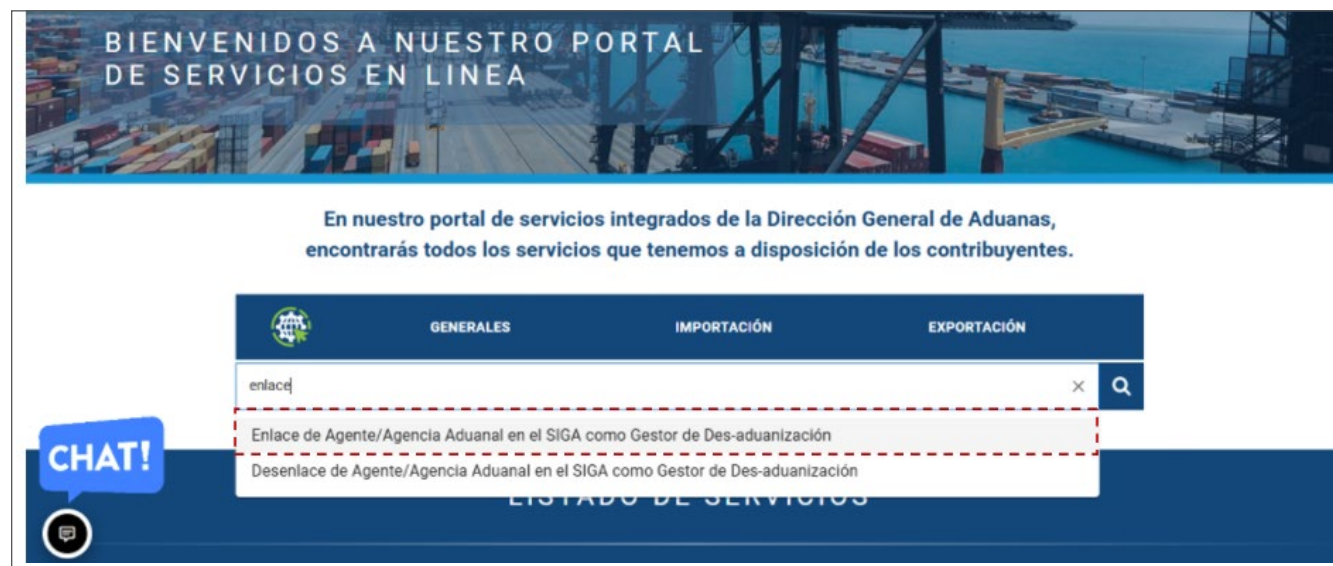 BIENVENIDOS A NUESTRO PORTAL
DE SERVICIOS EN LINEA
En nuestro portal de servicios integrados de la Dirección General de Aduanas,
encontrarás todos los servicios que tenemos a disposición de los contribuyentes.
GENERALES IMPORTACIÓN EXPORTACIÓN
enlace
Enlace de Agente/Agencia Aduanal en el SIGA como Gestor de Des-aduanización
Desenlace de Agente/Agencia Aduanal en el SIGA como Gestor de Des-aduanización
CHAT!
LISTADO DE SERVICIOS